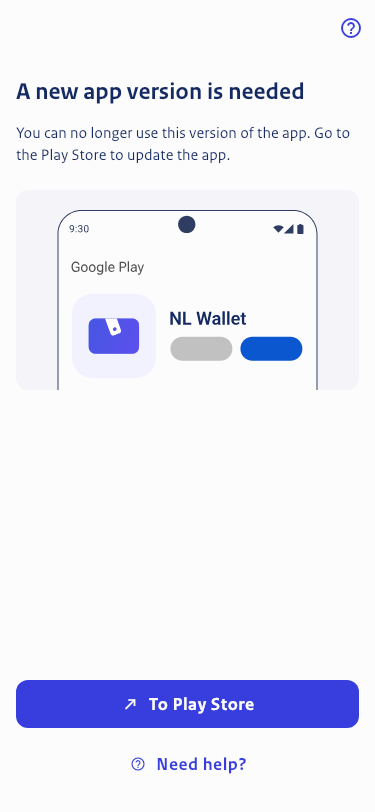 A new app version is needed
You can no longer use this version of the app. Go to
the Play Store to update the app.
9:30
Google Play
NL Wallet
To Play Store
Need help?